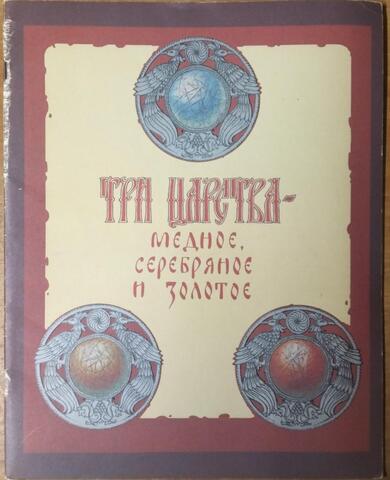 ТРИ ЦАРСТВА-
МЕДНОЕ,
СЕРЕБРЯНОЕ
И ЗОЛОТОЕ